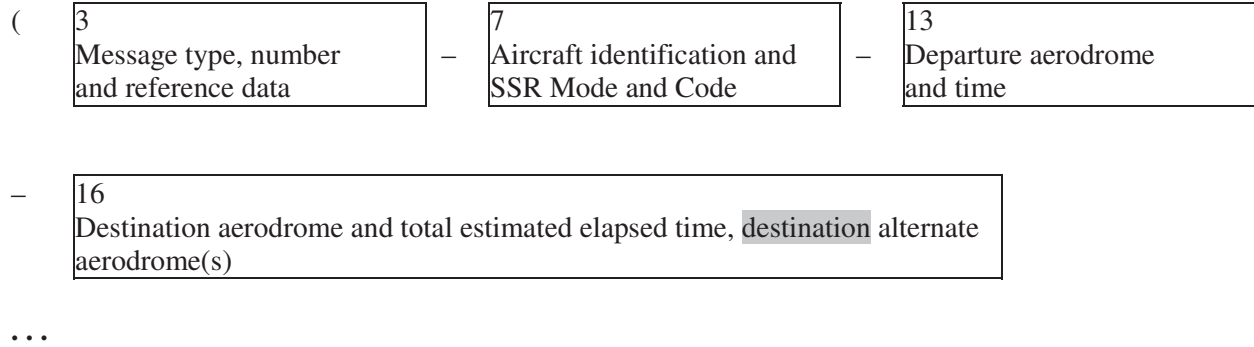 ( 3 7 13
Message type, number – Aircraft identification and – Departure aerodrome
and reference data SSR Mode and Code and time
– 16
Destination aerodrome and total estimated elapsed time, destination alternate
aerodrome(s)
...